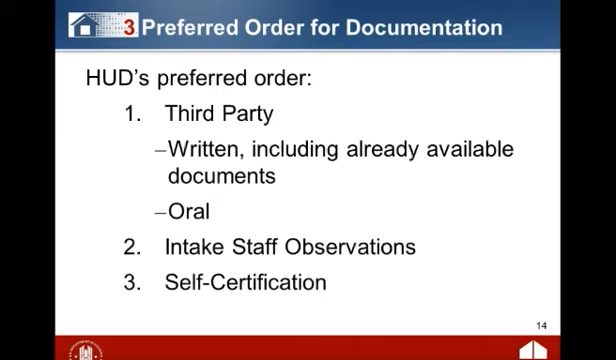 3 Preferred Order for Documentation
HUD's preferred order:
1. Third Party
–Written, including already available
documents
–Oral
2. Intake Staff Observations
3. Self-Certification
14